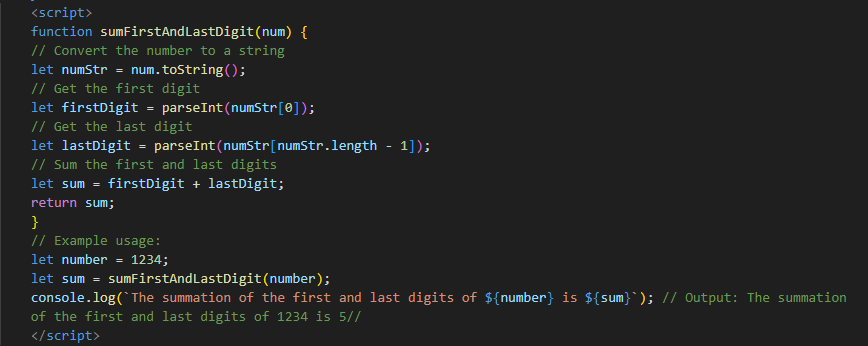 <script>
function sumFirstAndLastDigit(num) {
// Convert the number to a string
let numStr = num.toString();
// Get the first digit
let firstDigit = parseInt(numStr[0]);
// Get the last digit
let lastDigit = parseInt(numStr[numStr.length - 1]);
// Sum the first and last digits
let sum = firstDigit + lastDigit;
return sum;
}
// Example usage:
let number = 1234;
let sum = sumFirstAndLastDigit(number);
console.log(`The summation of the first and last digits of ${number} is ${sum}`); // Output: The summation
of the first and last digits of 1234 is 5//
</script>